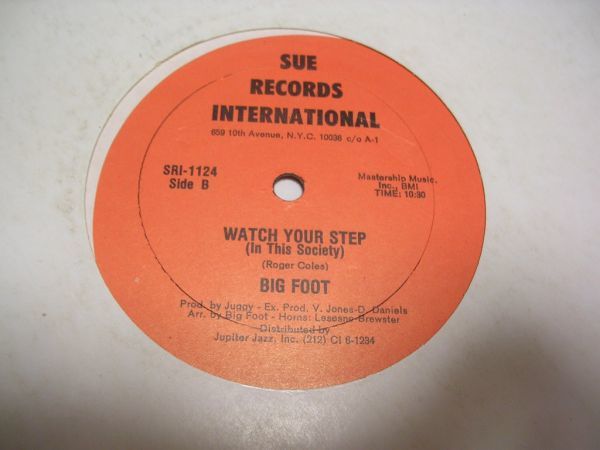 SUE
RECORDS
INTERNATIONAL
659 10th Avenue, N.Y.C. 10036 c/o A-1
SRI-1124
Side B
Mastership Music,
Inc., BMI
TIME: 10:30
WATCH YOUR STEP
(In This Society)
(Roger Coles)
BIG FOOT
Prod. by Juggy - Ex. Prod. V. Jones-D. Daniels
Arr. by Big Foot - Horns: Lesesne-Brewster
Distributed by
Jupiter Jazz, Inc. (212) CI 6-1234